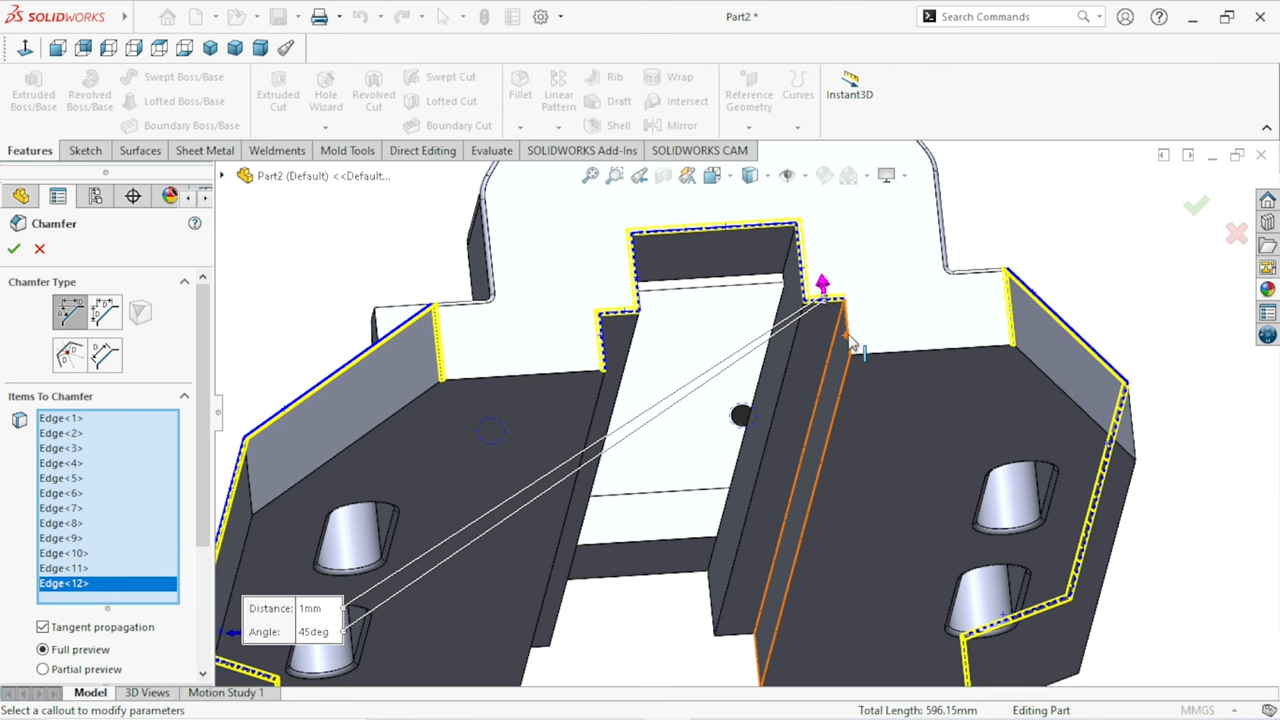 SOLIDWORKS
Part2 *
Search Commands
Extruded Boss/Base
Revolved Boss/Base
Swept Boss/Base
Lofted Boss/Base
Boundary Boss/Base
Extruded Cut
Hole Wizard
Revolved Cut
Swept Cut
Lofted Cut
Boundary Cut
Fillet
Linear Pattern
Rib
Draft
Shell
Wrap
Intersect
Mirror
Reference Geometry
Curves
Instant3D
Features
Sketch
Surfaces
Sheet Metal
Weldments
Mold Tools
Direct Editing
Evaluate
SOLIDWORKS Add-Ins
SOLIDWORKS CAM
Part2 (Default) <<Default...
Chamfer
Chamfer Type
Items To Chamfer
Edge<1>
Edge<2>
Edge<3>
Edge<4>
Edge<5>
Edge<6>
Edge<7>
Edge<8>
Edge<9>
Edge<10>
Edge<11>
Edge<12>
Tangent propagation
Full preview
Partial preview
Distance: 1mm
Angle: 45deg
Model
3D Views
Motion Study 1
Select a callout to modify parameters
Total Length: 596.15mm
Editing Part
MMGS